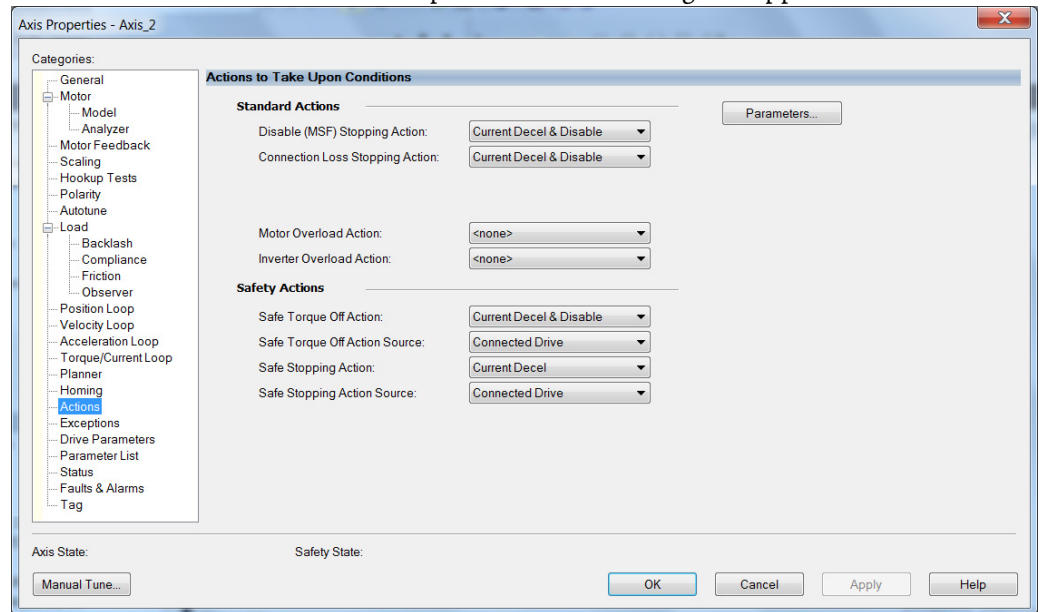 Axis Properties - Axis_2
X
Categories:
General
Motor
Model
Analyzer
Motor Feedback
Scaling
Hookup Tests
Polarity
Autotune
Load
Backlash
Compliance
Friction
Observer
Position Loop
Velocity Loop
Acceleration Loop
Torque/Current Loop
Planner
Homing
Actions
Exceptions
Drive Parameters
Parameter List
Status
Faults & Alarms
Tag
Actions to Take Upon Conditions
Standard Actions
Parameters...
Disable (MSF) Stopping Action: Current Decel & Disable
Connection Loss Stopping Action: Current Decel & Disable
Motor Overload Action: <none>
Inverter Overload Action: <none>
Safety Actions
Safe Torque Off Action: Current Decel & Disable
Safe Torque Off Action Source: Connected Drive
Safe Stopping Action: Current Decel
Safe Stopping Action Source: Connected Drive
Axis State: Safety State:
Manual Tune... OK Cancel Apply Help